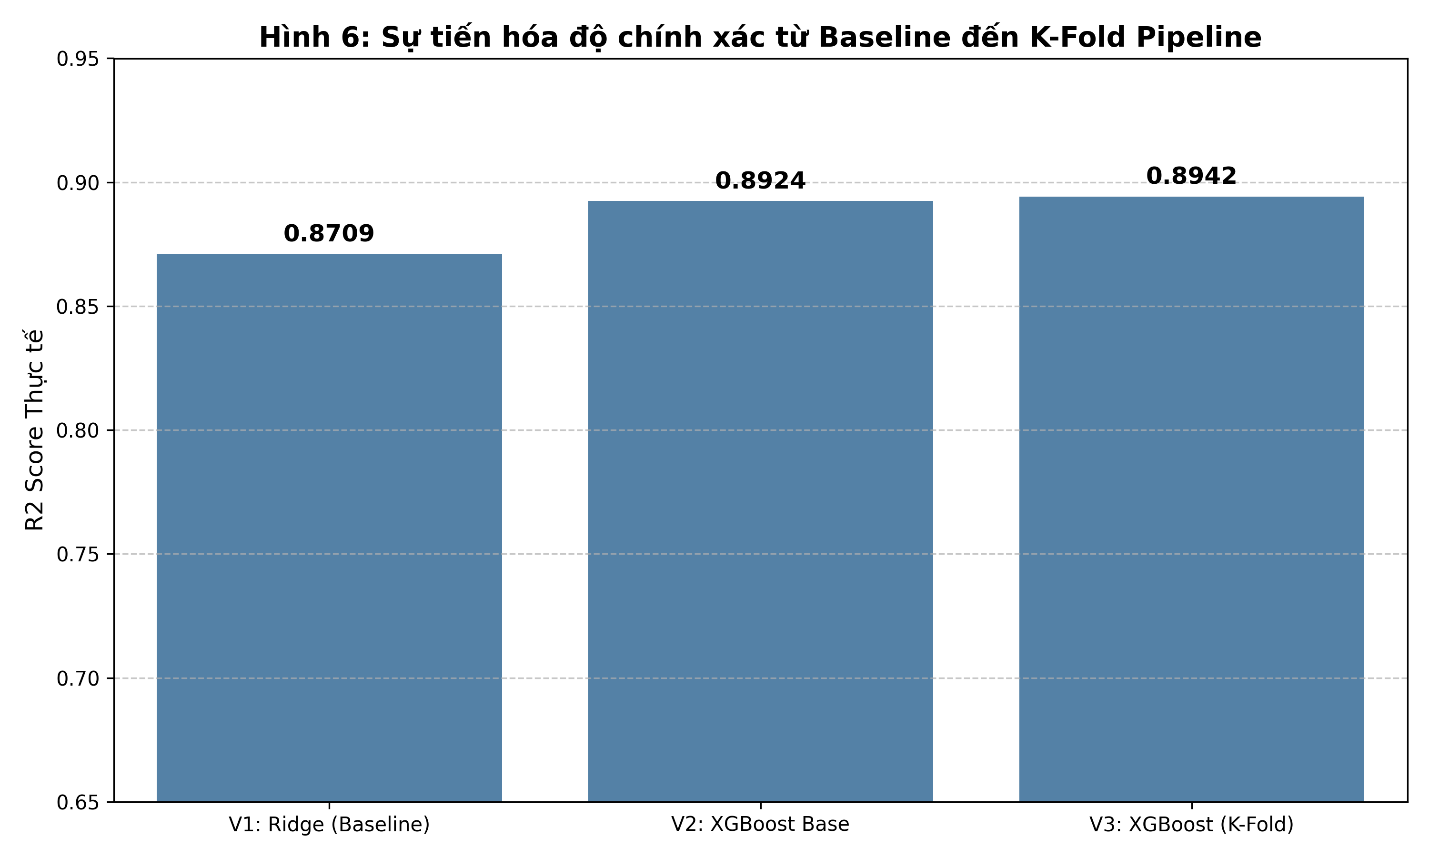 Hình 6: Sự tiến hóa độ chính xác từ Baseline đến K-Fold Pipeline
R2 Score Thực tế
0.95
0.90
0.85
0.80
0.75
0.70
0.65
0.8709
0.8924
0.8942
V1: Ridge (Baseline)
V2: XGBoost Base
V3: XGBoost (K-Fold)